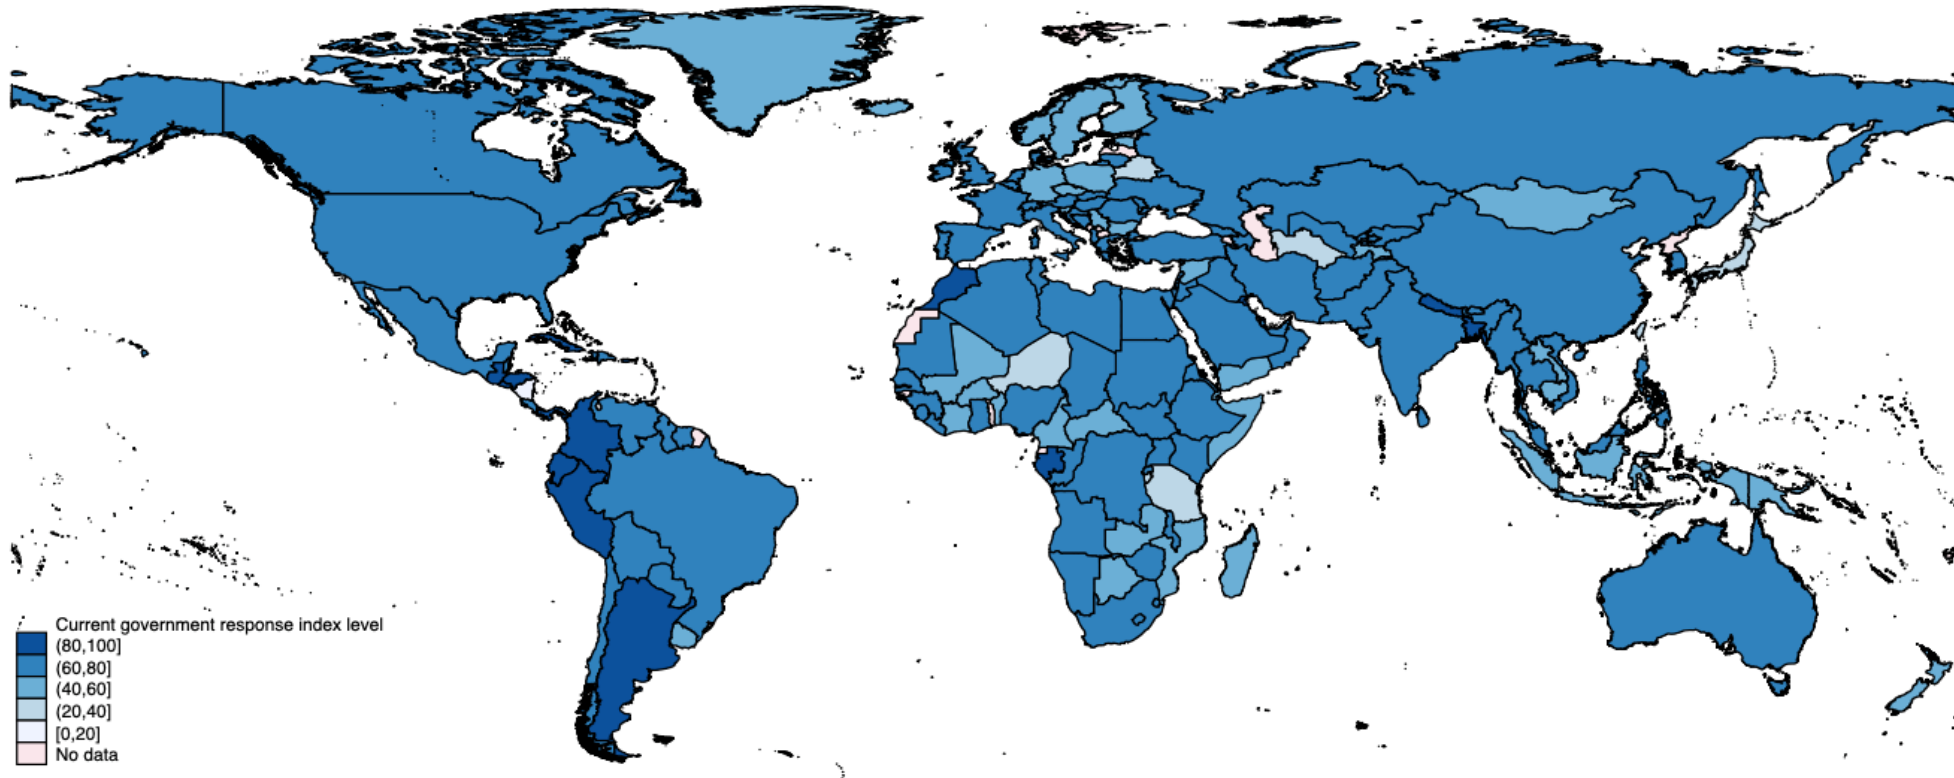 Current government response index level
(80,100]
(60,80]
(40,60]
(20,40]
[0,20]
No data